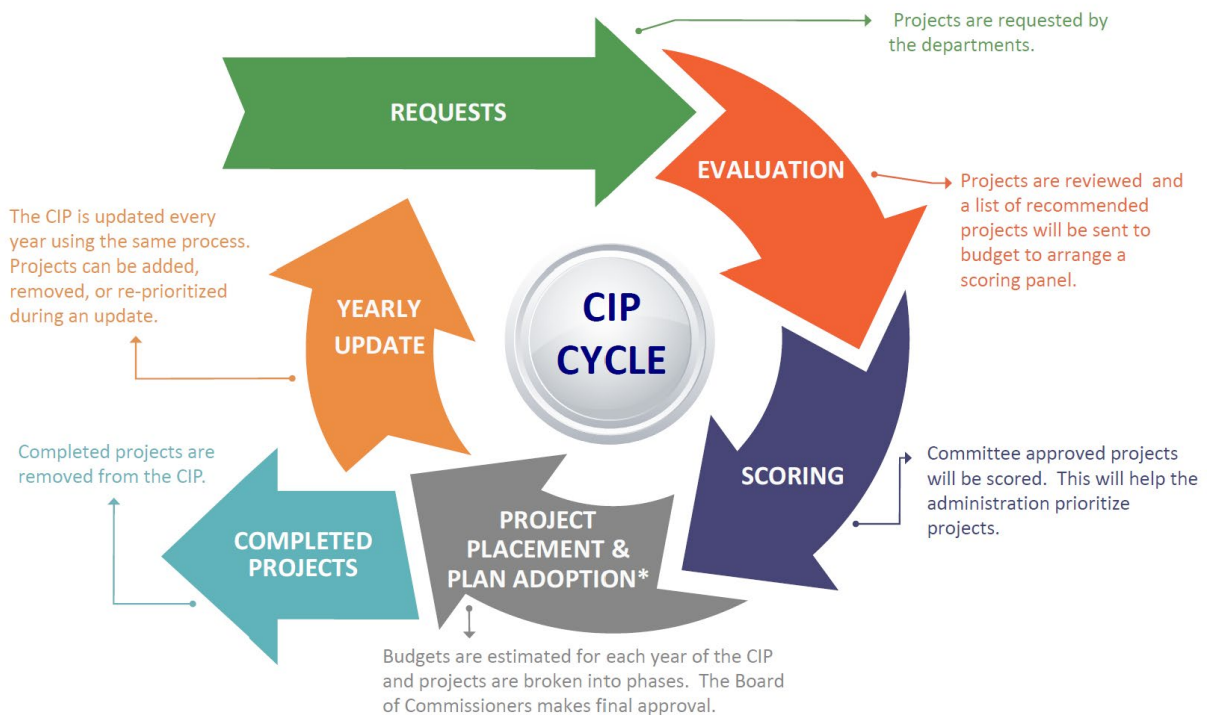 REQUESTS
Projects are requested by
the departments.
EVALUATION
Projects are reviewed and
a list of recommended
projects will be sent to
budget to arrange a
scoring panel.
SCORING
Committee approved projects
will be scored. This will help the
administration prioritize
projects.
PROJECT
PLACEMENT &
PLAN ADOPTION*
Budgets are estimated for each year of the CIP
and projects are broken into phases. The Board
of Commissioners makes final approval.
COMPLETED
PROJECTS
Completed projects are
removed from the CIP.
YEARLY
UPDATE
The CIP is updated every
year using the same process.
Projects can be added,
removed, or re-prioritized
during an update.
CIP
CYCLE